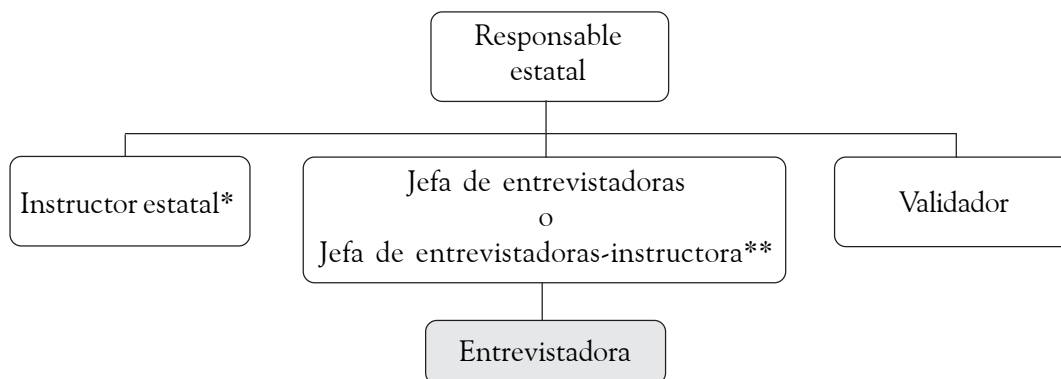 Responsable
estatal
Instructor estatal*
Jefa de entrevistadoras
o
Jefa de entrevistadoras-instructora**
Validador
Entrevistadora